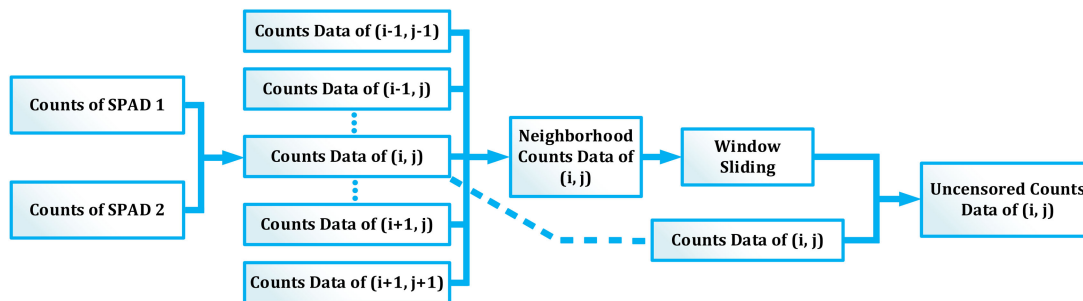 Counts of SPAD 1
Counts of SPAD 2
Counts Data of (i-1, j-1)
Counts Data of (i-1, j)
Counts Data of (i, j)
Counts Data of (i+1, j)
Counts Data of (i+1, j+1)
Neighborhood
Counts Data of
(i, j)
Window
Sliding
Counts Data of (i, j)
Uncensored Counts
Data of (i, j)